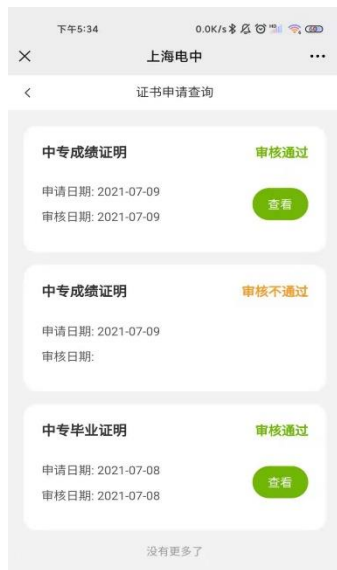 下午5:34
0.0K/s
上海电中
证书申请查询
中专成绩证明
审核通过
申请日期: 2021-07-09
审核日期: 2021-07-09
查看
中专成绩证明
审核不通过
申请日期: 2021-07-09
审核日期:
中专毕业证明
审核通过
申请日期: 2021-07-08
审核日期: 2021-07-08
查看
没有更多了